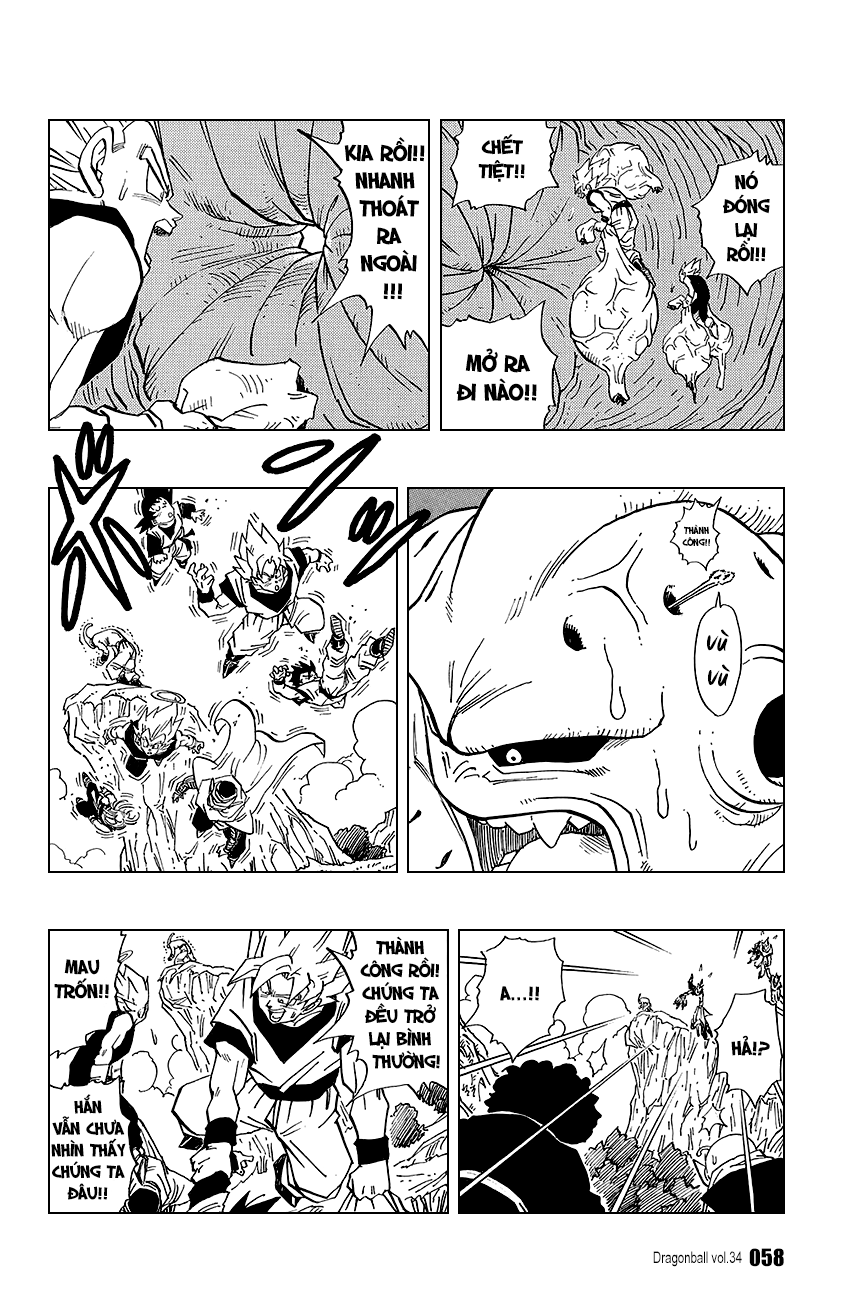 NÓ
ĐÓNG
LẠI
RỒI!!
CHẾT
TIỆT!!
MỞ RA
ĐI NÀO!!
KIA RỒI!!
NHANH
THOÁT
RA
NGOÀI
!!!
THÀNH
CÔNG!!
VÙ
VÙ
HẢ!?
A...!!
THÀNH
CÔNG RỒI!
CHÚNG TA
ĐỀU TRỞ
LẠI BÌNH
THƯỜNG!
MAU
TRỐN!!
HẮN
VẪN CHƯA
NHÌN THẤY
CHÚNG TA
ĐÂU!!
Dragonball vol.34 058